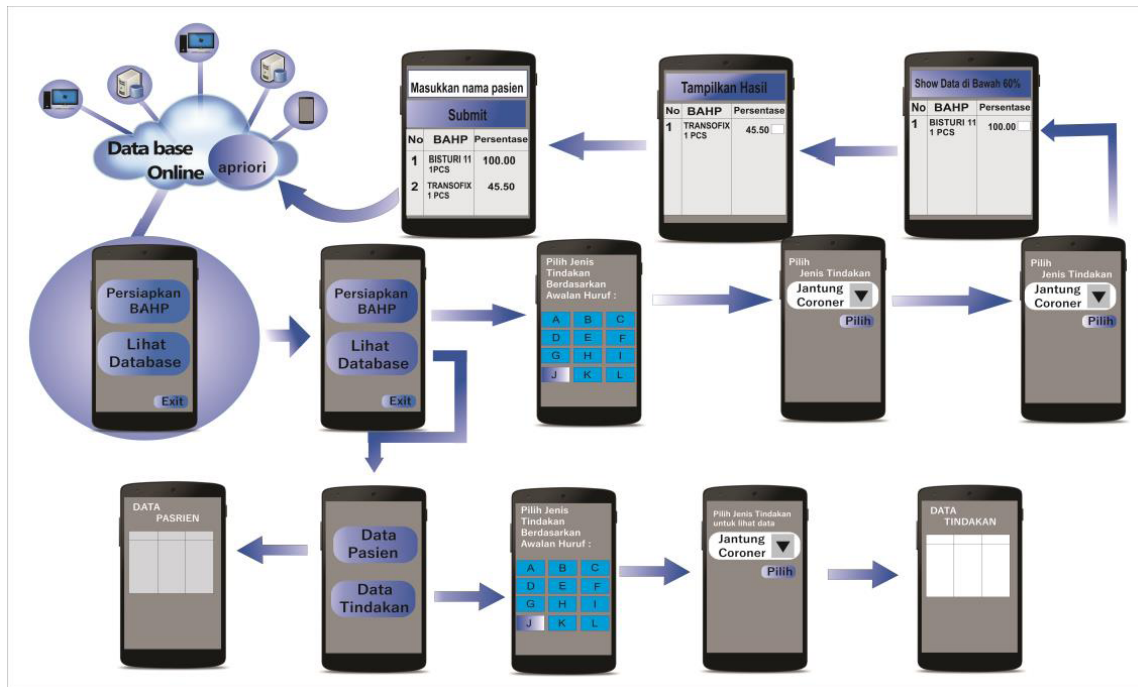 Data base
Online
apriori
Masukkan nama pasien
Submit
No BAHP Persentase
1 BISTURI 11 100.00
1PCS
2 TRANSOFIX 45.50
1 PCS
Tampilkan Hasil
No BAHP Persentase
1 TRANSOFIX 45.50
1 PCS
Show Data di Bawah 60%
No BAHP Persentase
1 BISTURI 11 100.00
1 PCS
Persiapkan
BAHP
Lihat
Database
Exit
Persiapkan
BAHP
Lihat
Database
Exit
Pilih Jenis
Tindakan
Berdasarkan
Awalan Huruf :
A B C
D E F
G H I
J K L
Pilih
Jenis Tindakan
Jantung
Coroner
Pilih
Pilih
Jenis Tindakan
Jantung
Coroner
Pilih
DATA
PASRIEN
Data
Pasien
Data
Tindakan
Pilih Jenis
Tindakan
Berdasarkan
Awalan Huruf :
A B C
D E F
G H I
J K L
Pilih Jenis Tindakan
untuk lihat data
Jantung
Coroner
Pilih
DATA
TINDAKAN